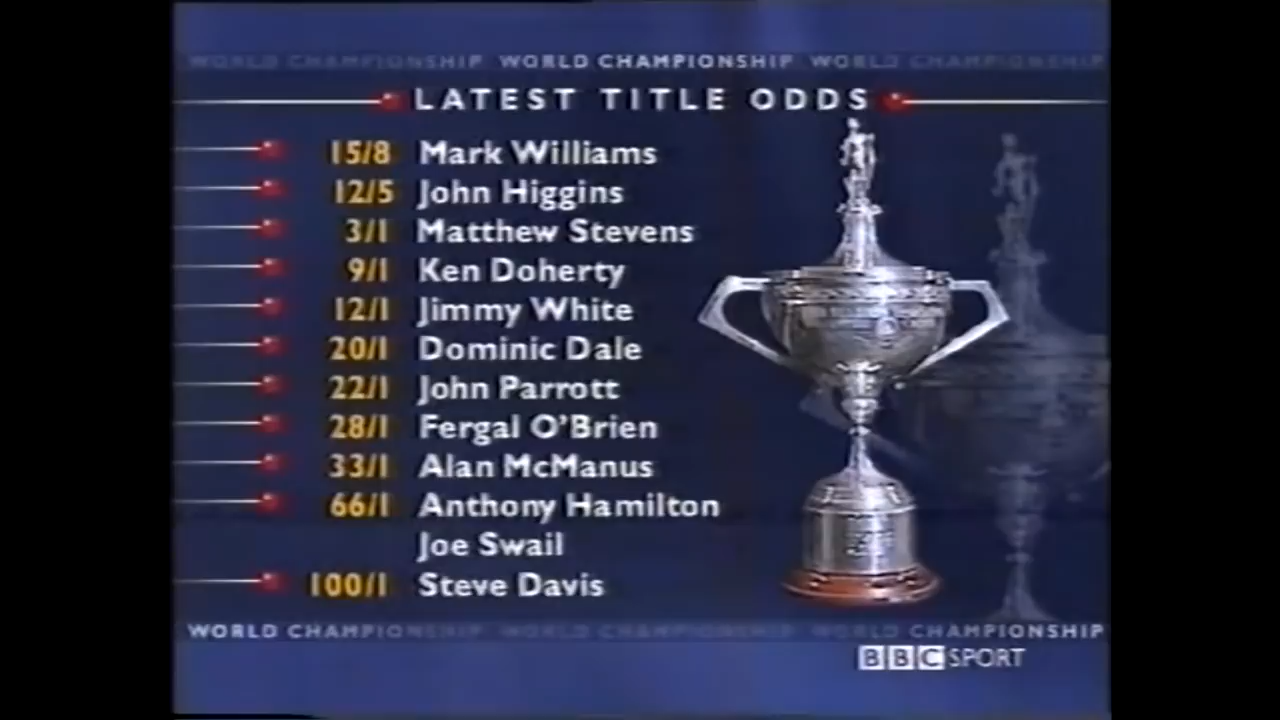 WORLD CHAMPIONSHIP WORLD CHAMPIONSHIP WORLD CHAMPIONSHIP
LATEST TITLE ODDS
15/8 Mark Williams
12/5 John Higgins
3/1 Matthew Stevens
9/1 Ken Doherty
12/1 Jimmy White
20/1 Dominic Dale
22/1 John Parrott
28/1 Fergal O'Brien
33/1 Alan McManus
66/1 Anthony Hamilton
Joe Swail
100/1 Steve Davis
WORLD CHAMPIONSHIP WORLD CHAMPIONSHIP WORLD CHAMPIONSHIP
BBC SPORT